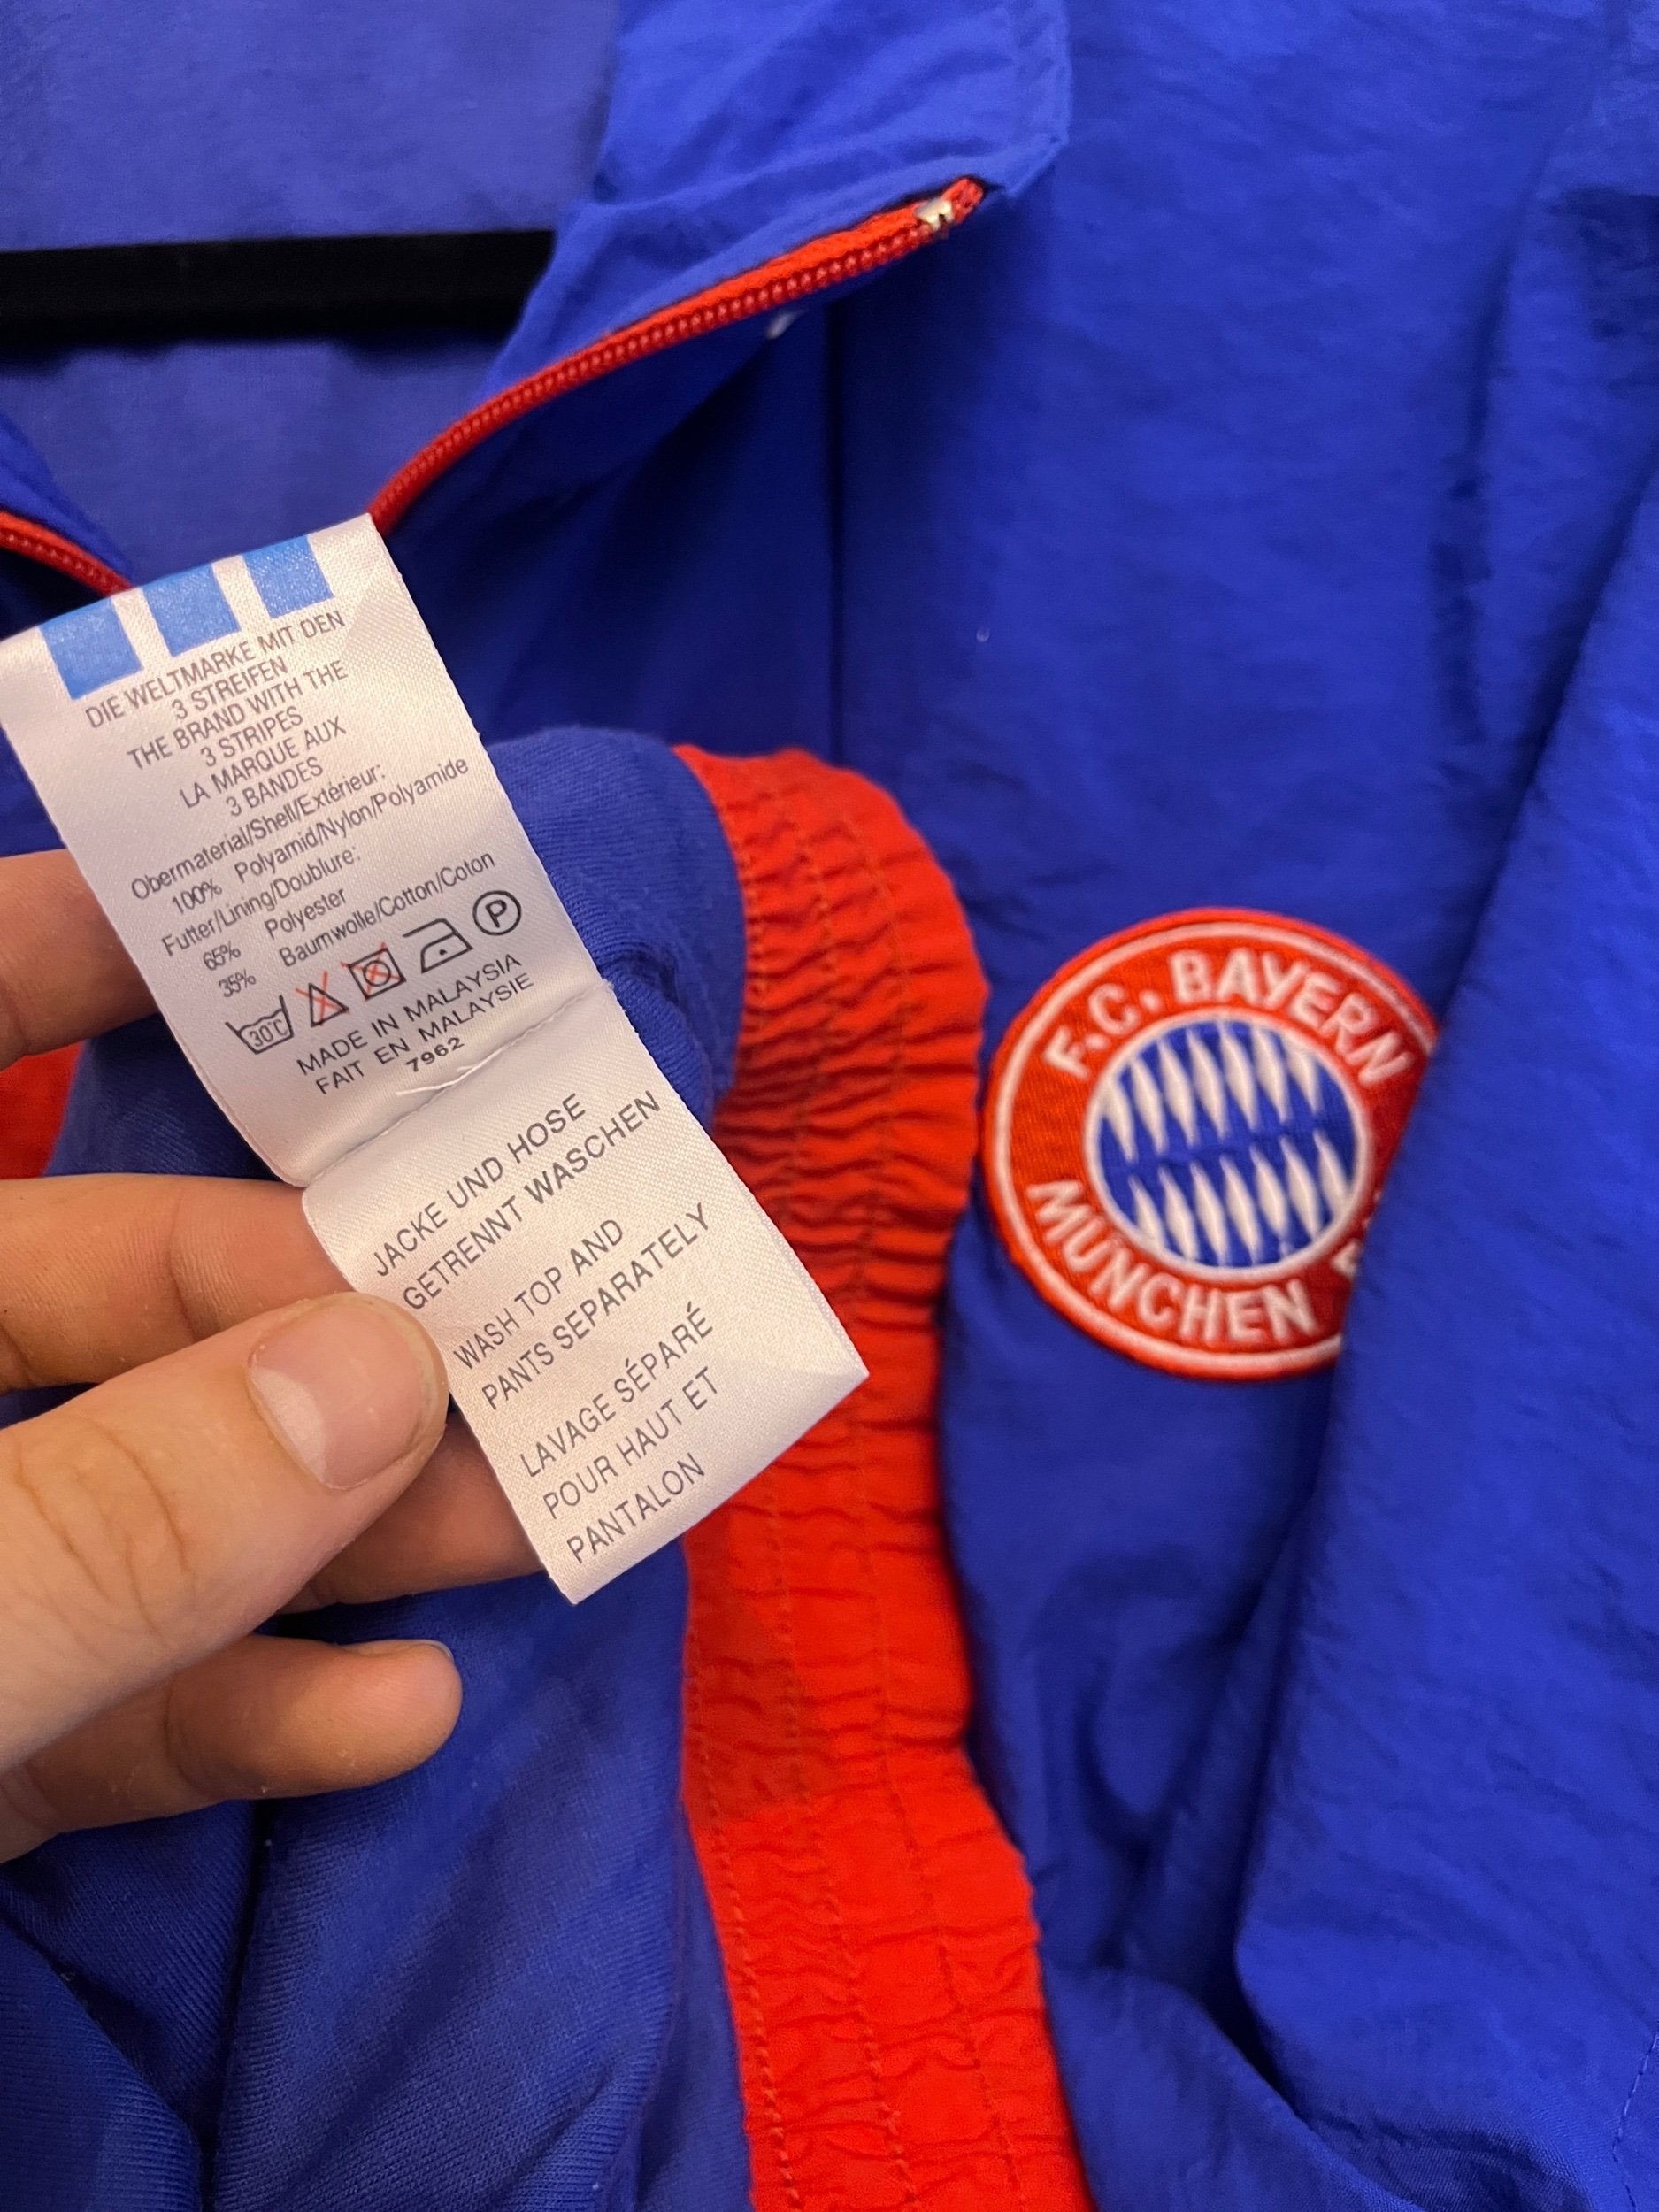 DIE WELTMARKE MIT DEN
3 STREIFEN
THE BRAND WITH THE
3 STRIPES
LA MARQUE AUX
3 BANDES
Obermaterial/Shell/Extérieur:
100% Polyamid/Nylon/Polyamide
Futter/Lining/Doublure:
65% Polyester
35% Baumwolle/Cotton/Coton
30°C P
MADE IN MALAYSIA
FAIT EN MALAYSIE
7962
JACKE UND HOSE
GETRENNT WASCHEN
WASH TOP AND
PANTS SEPARATELY
LAVAGE SÉPARÉ
POUR HAUT ET
PANTALON
F.C. BAYERN
MÜNCHEN